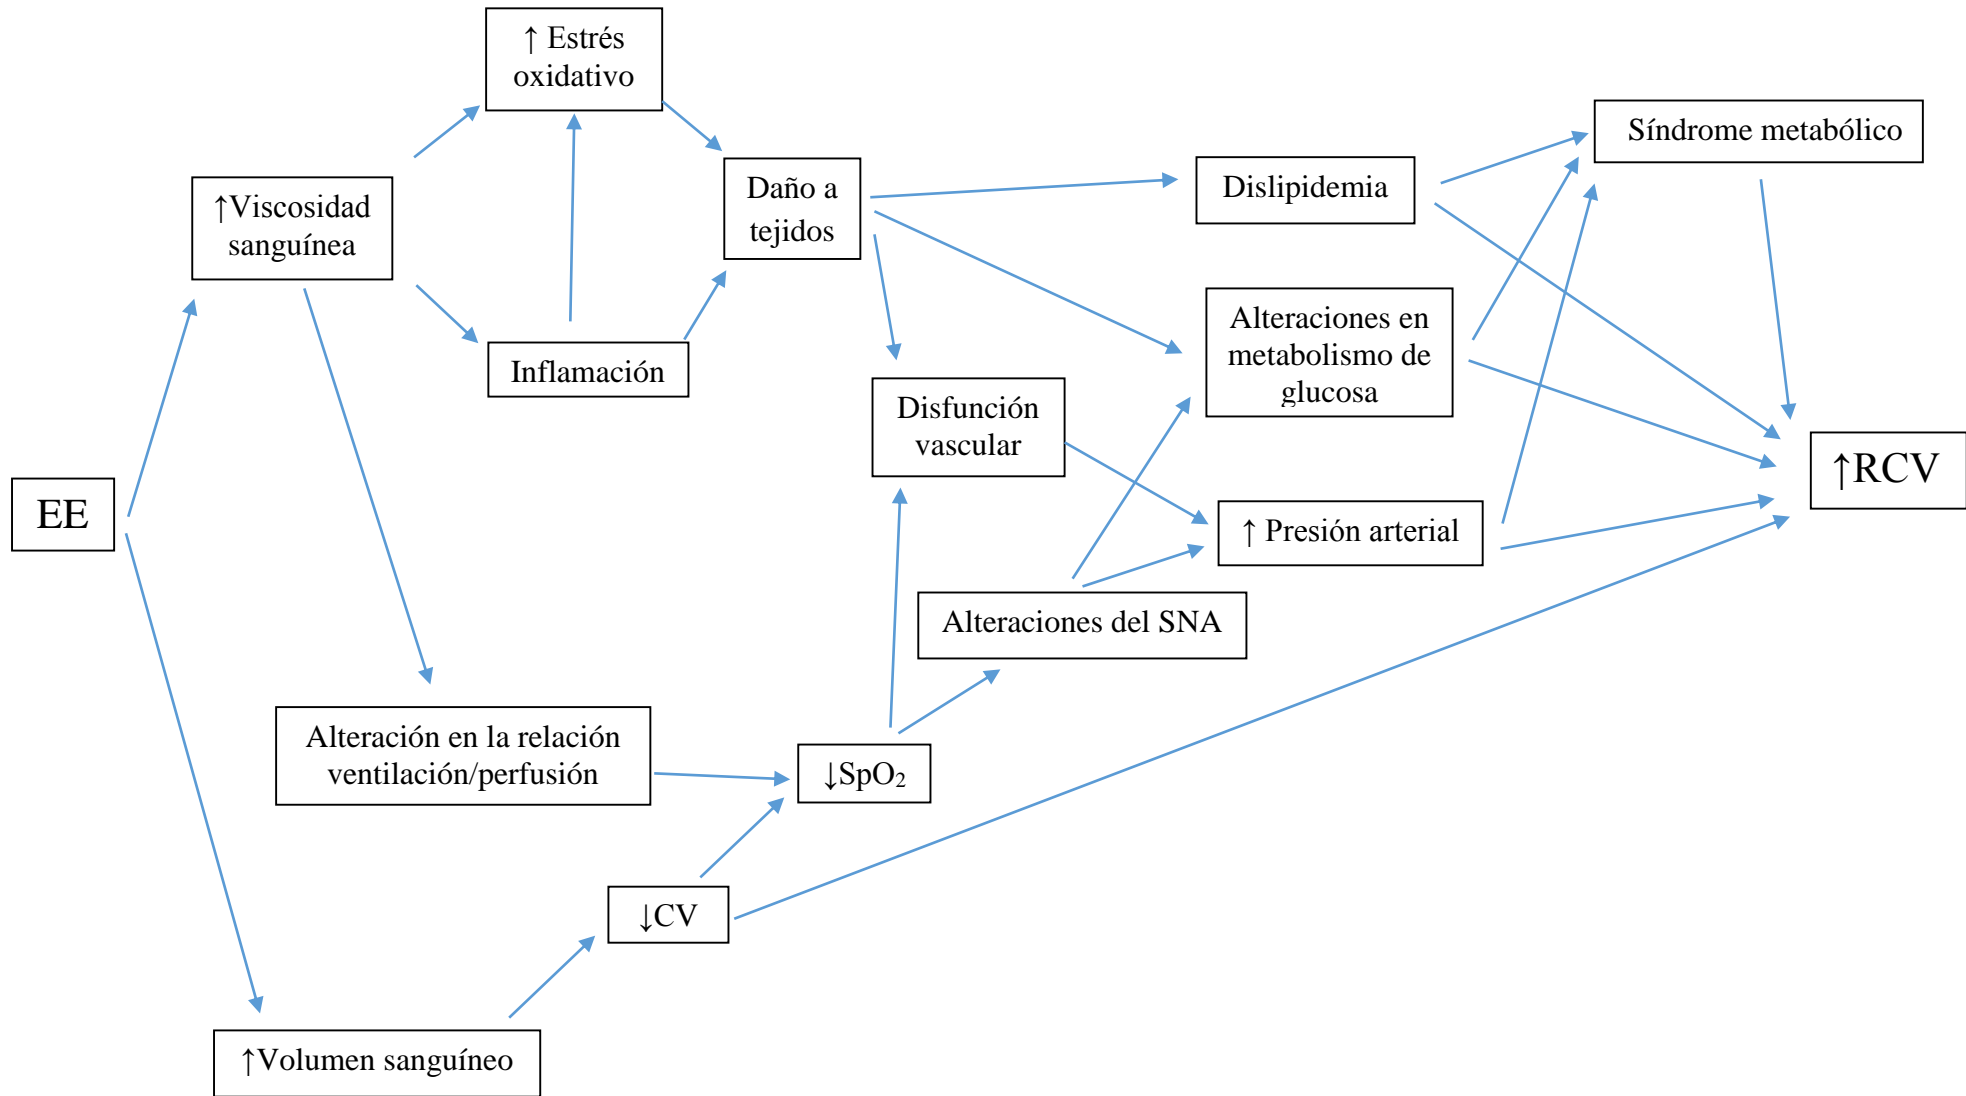 ↑ Estrés
oxidativo
Síndrome metabólico
Daño a
tejidos
Dislipidemia
↑Viscosidad
sanguínea
Inflamación
Alteraciones en
metabolismo de
glucosa
Disfunción
vascular
↑RCV
EE
↑ Presión arterial
Alteraciones del SNA
Alteración en la relación
ventilación/perfusión
↓SpO₂
↓CV
↑Volumen sanguíneo